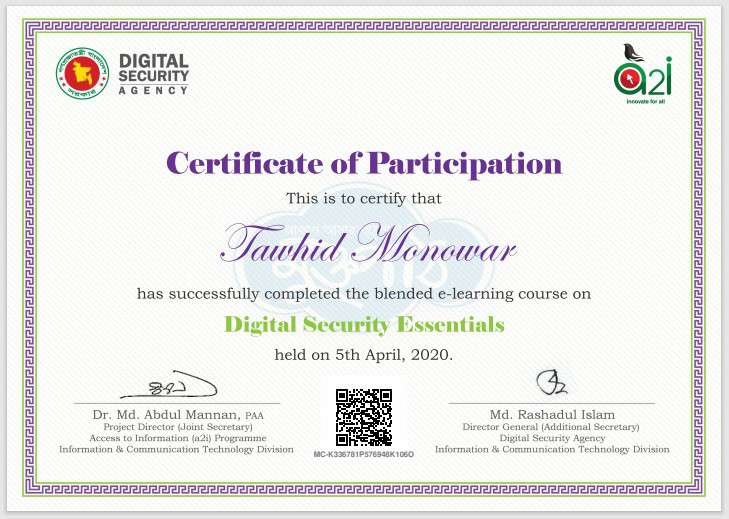 DIGITAL
SECURITY
AGENCY
a2i
innovate for all
Certificate of Participation
This is to certify that
Tawhid Monowar
has successfully completed the blended e-learning course on
Digital Security Essentials
held on 5th April, 2020.
Dr. Md. Abdul Mannan, PAA
Project Director (Joint Secretary)
Access to Information (a2i) Programme
Information & Communication Technology Division
MC-K336781P576948K106O
Md. Rashadul Islam
Director General (Additional Secretary)
Digital Security Agency
Information & Communication Technology Division